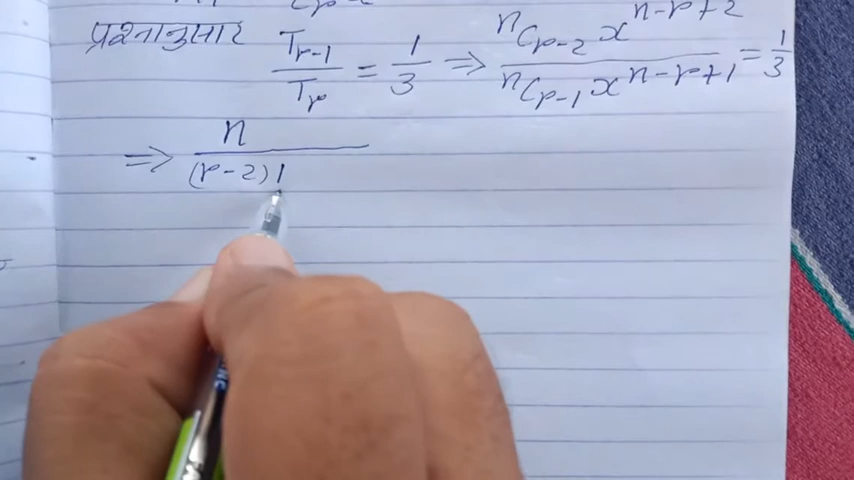 प्रश्नानुसार T_{r-1}/T_r = 1/3 => ⁿC_{r-2} x^{n-r+2} / ⁿC_{r-1} x^{n-r+1} = 1/3
=> n / (r-2)!